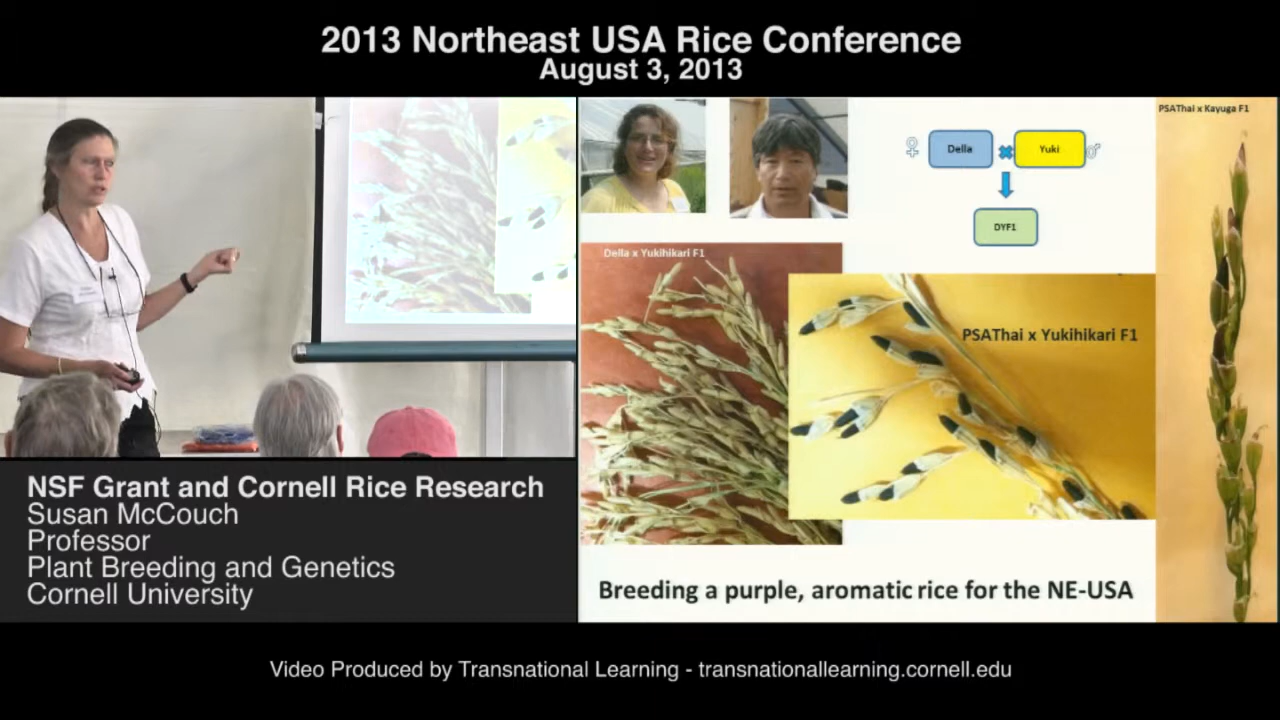 2013 Northeast USA Rice Conference
August 3, 2013
PSAThai x Kayuga F1
♀ Della ✖ Yuki ♂
DYF1
Della x Yukihikari F1
PSAThai x Yukihikari F1
Breeding a purple, aromatic rice for the NE-USA
NSF Grant and Cornell Rice Research
Susan McCouch
Professor
Plant Breeding and Genetics
Cornell University
Video Produced by Transnational Learning - transnationallearning.cornell.edu